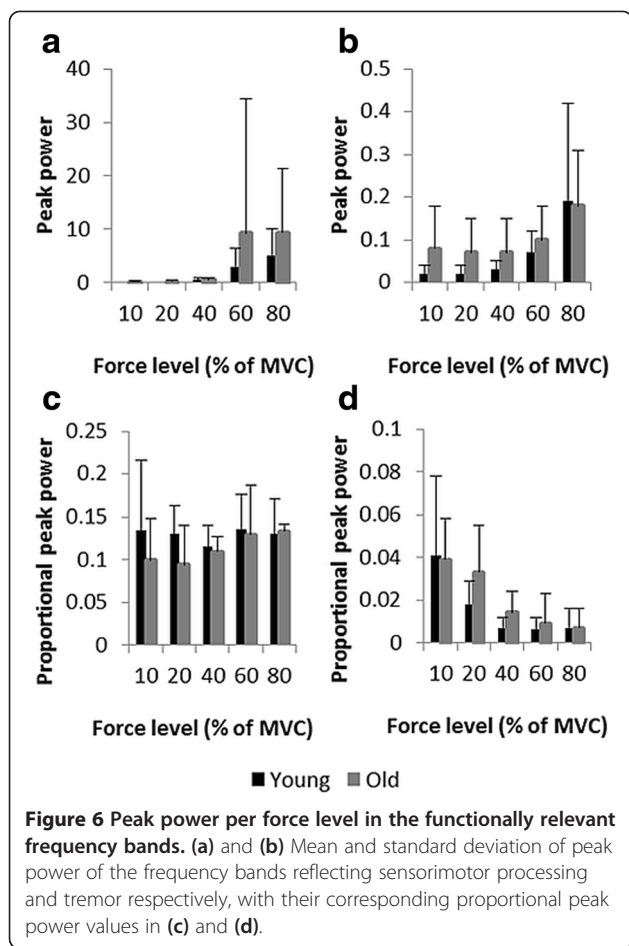 a
b
Peak power
40
30
20
10
0
10 20 40 60 80
Force level (% of MVC)
Peak power
0.5
0.4
0.3
0.2
0.1
0
10 20 40 60 80
Force level (% of MVC)
c
d
Proportional peak power
0.25
0.2
0.15
0.1
0.05
0
10 20 40 60 80
Force level (% of MVC)
Proportional peak power
0.1
0.08
0.06
0.04
0.02
0
10 20 40 60 80
Force level (% of MVC)
Young Old
Figure 6 Peak power per force level in the functionally relevant
frequency bands. (a) and (b) Mean and standard deviation of peak
power of the frequency bands reflecting sensorimotor processing
and tremor respectively, with their corresponding proportional peak
power values in (c) and (d).